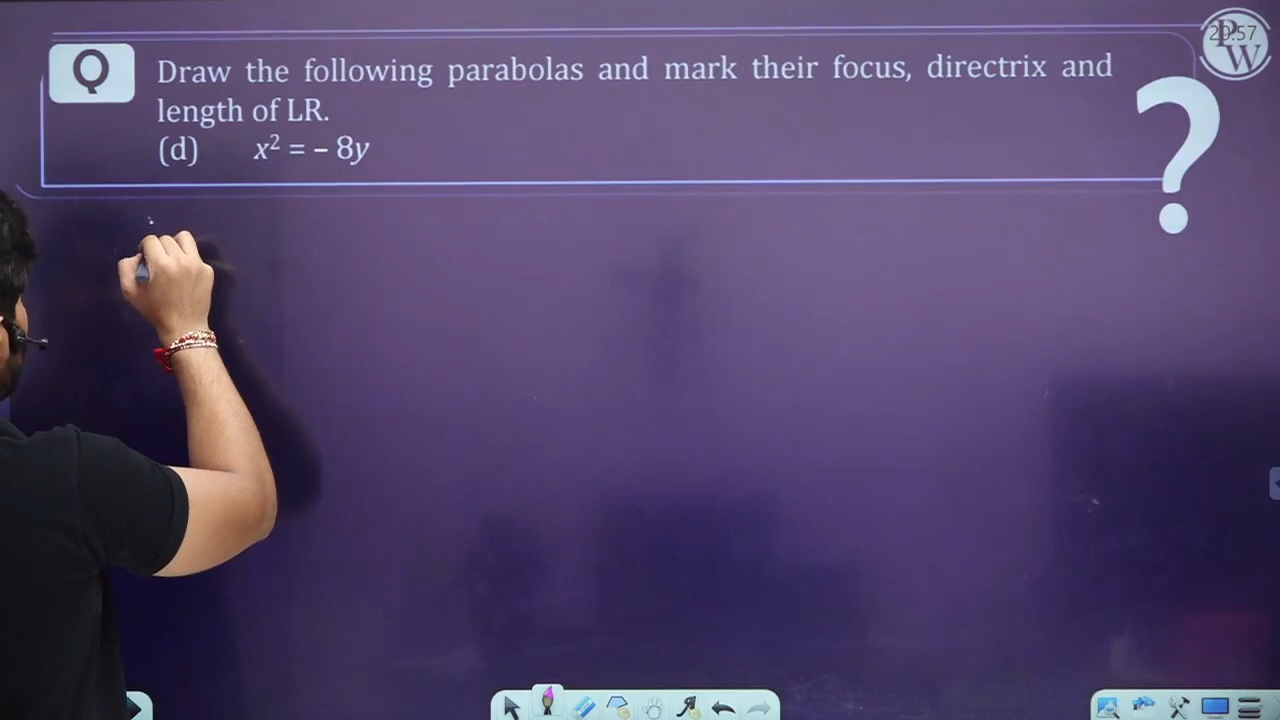 Q
Draw the following parabolas and mark their focus, directrix and
length of LR.
(d) x² = – 8y
?
20:57
PW